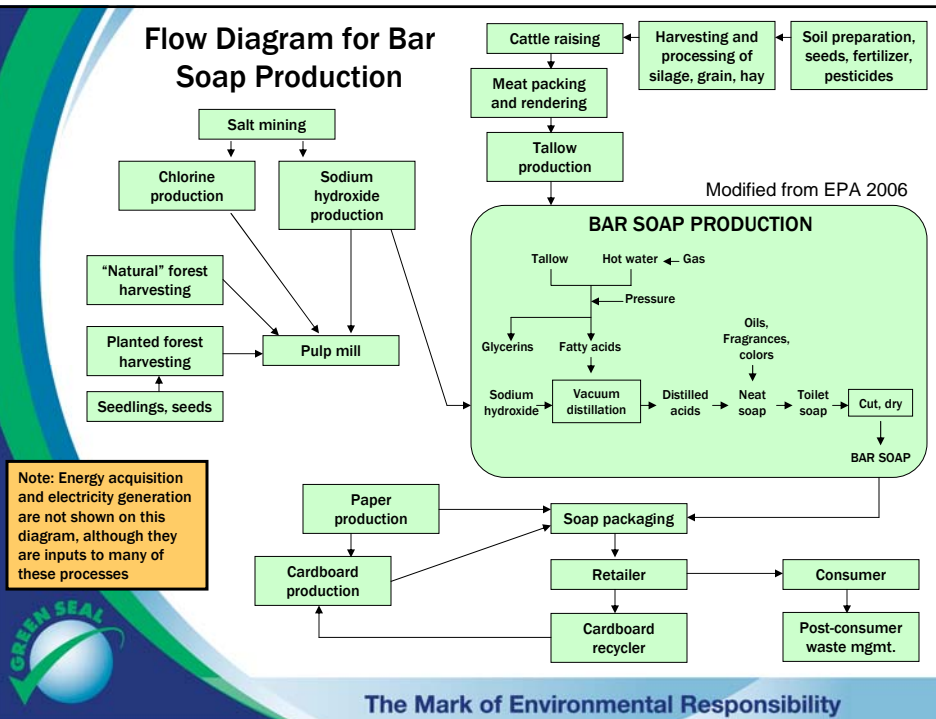 Flow Diagram for Bar
Soap Production
Cattle raising
Harvesting and
processing of
silage, grain, hay
Soil preparation,
seeds, fertilizer,
pesticides
Meat packing
and rendering
Salt mining
Tallow
production
Chlorine
production
Sodium
hydroxide
production
Modified from EPA 2006
BAR SOAP PRODUCTION
Tallow
Hot water
Gas
Pressure
"Natural" forest
harvesting
Planted forest
harvesting
Pulp mill
Seedlings, seeds
Glycerins
Fatty acids
Oils,
Fragrances,
colors
Sodium
hydroxide
Vacuum
distillation
Distilled
acids
Neat
soap
Toilet
soap
Cut, dry
BAR SOAP
Note: Energy acquisition
and electricity generation
are not shown on this
diagram, although they
are inputs to many of
these processes
Paper
production
Soap packaging
Cardboard
production
Retailer
Consumer
Cardboard
recycler
Post-consumer
waste mgmt.
GREEN SEAL
The Mark of Environmental Responsibility